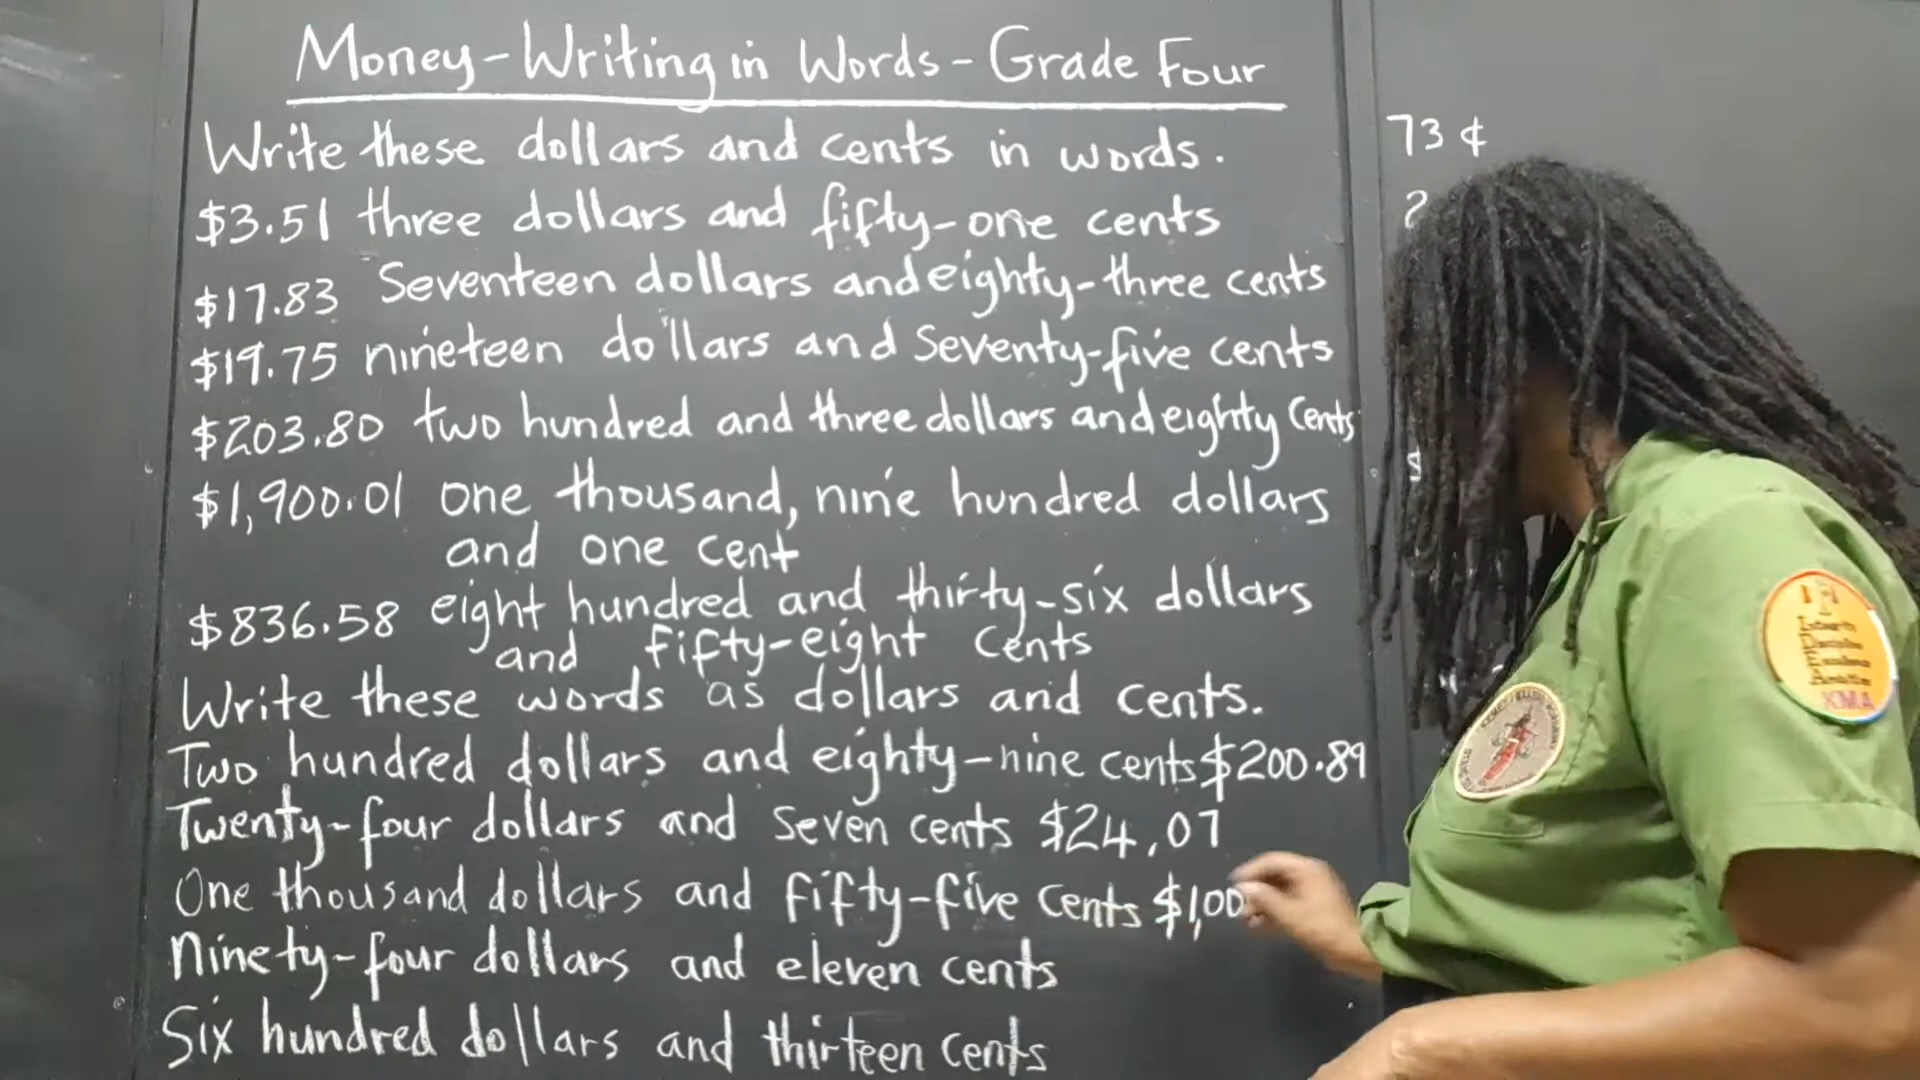 Money-Writing in Words-Grade Four
Write these dollars and cents in words.
$3.51 three dollars and fifty-one cents
$17.83 Seventeen dollars and eighty-three cents
$19.75 nineteen dollars and Seventy-five cents
$203.80 two hundred and three dollars and eighty Cents
$1,900.01 one thousand, nine hundred dollars
and one cent
$836.58 eight hundred and thirty-six dollars
and fifty-eight Cents
Write these words as dollars and cents.
Two hundred dollars and eighty-nine cents $200.89
Twenty-four dollars and seven cents $24.07
One thousand dollars and fifty-five cents $1,00
Ninety-four dollars and eleven cents
Six hundred dollars and thirteen cents
73 ¢
KMA